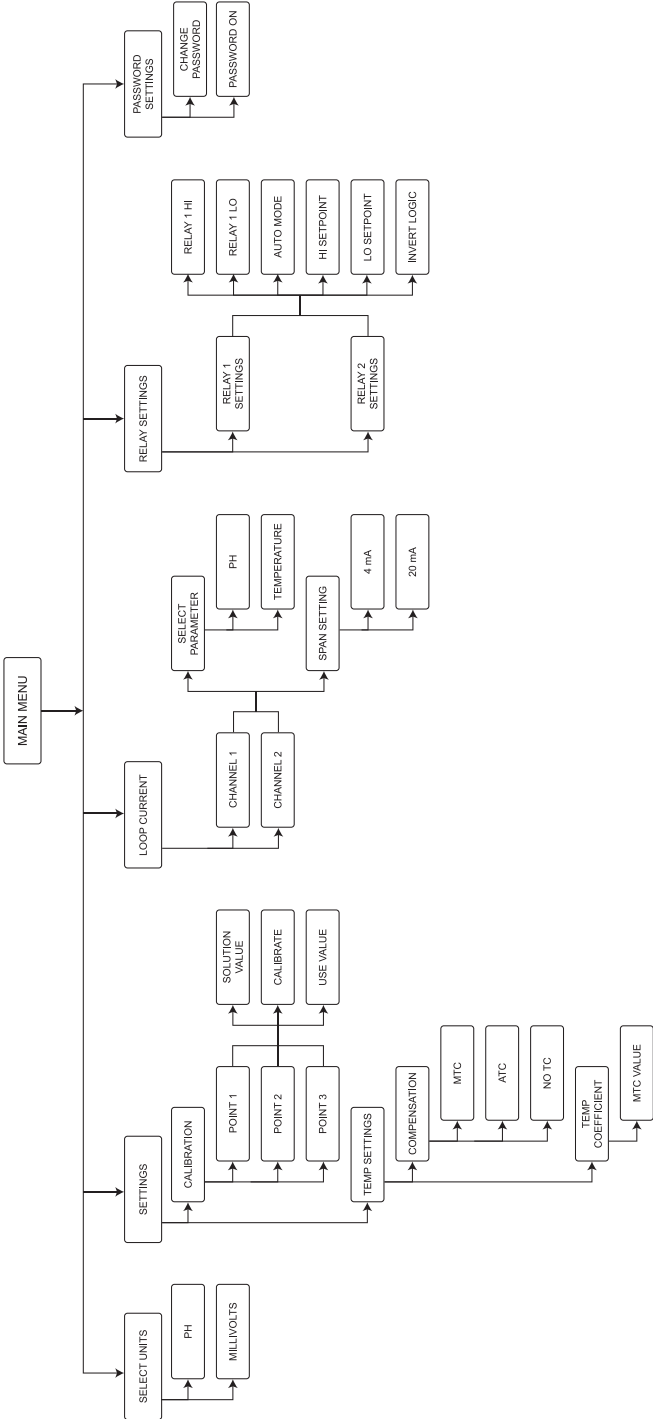 MAIN MENU
SELECT UNITS
PH
MILLIVOLTS
SETTINGS
CALIBRATION
POINT 1
POINT 2
POINT 3
SOLUTION
VALUE
CALIBRATE
USE VALUE
TEMP SETTINGS
COMPENSATION
MTC
ATC
NO TC
TEMP
COEFFICIENT
MTC VALUE
LOOP CURRENT
CHANNEL 1
CHANNEL 2
SELECT
PARAMETER
PH
TEMPERATURE
SPAN SETTING
4 mA
20 mA
RELAY SETTINGS
RELAY 1
SETTINGS
RELAY 2
SETTINGS
RELAY 1 HI
RELAY 1 LO
AUTO MODE
HI SETPOINT
LO SETPOINT
INVERT LOGIC
PASSWORD
SETTINGS
CHANGE
PASSWORD
PASSWORD ON